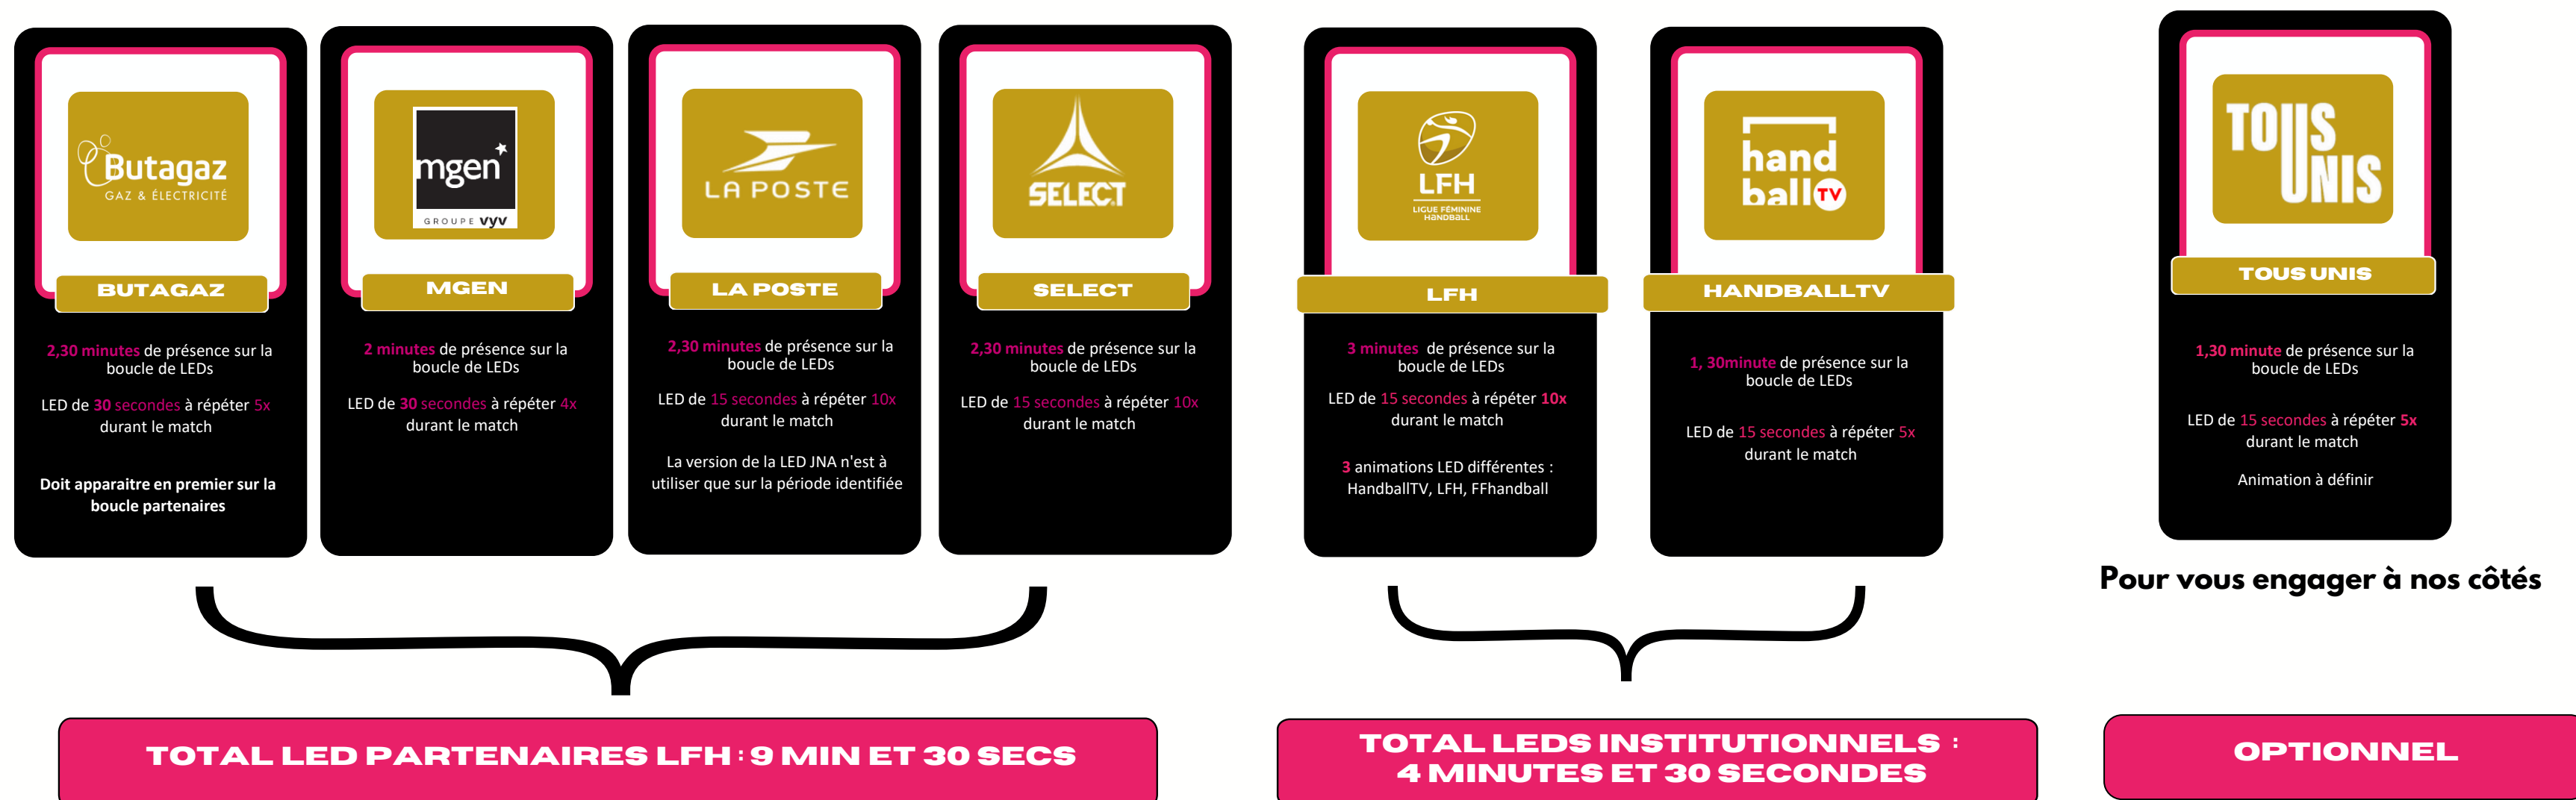 Butagaz
GAZ & ÉLECTRICITÉ
BUTAGAZ
2,30 minutes de présence sur la
boucle de LEDs
LED de 30 secondes à répéter 5x
durant le match
Doit apparaitre en premier sur la
boucle partenaires
mgen
GROUPE vyv
MGEN
2 minutes de présence sur la
boucle de LEDs
LED de 30 secondes à répéter 4x
durant le match
LA POSTE
LA POSTE
2,30 minutes de présence sur la
boucle de LEDs
LED de 15 secondes à répéter 10x
durant le match
La version de la LED JNA n'est à
utiliser que sur la période identifiée
SELECT
SELECT
2,30 minutes de présence sur la
boucle de LEDs
LED de 15 secondes à répéter 10x
durant le match
TOTAL LED PARTENAIRES LFH : 9 MIN ET 30 SECS
LFH
LIGUE FÉMININE
HANDBALL
LFH
3 minutes de présence sur la
boucle de LEDs
LED de 15 secondes à répéter 10x
durant le match
3 animations LED différentes :
HandballTV, LFH, FFhandball
hand
ball TV
HANDBALLTV
1, 30minute de présence sur la
boucle de LEDs
LED de 15 secondes à répéter 5x
durant le match
TOTAL LEDS INSTITUTIONNELS :
4 MINUTES ET 30 SECONDES
TOUS
UNIS
TOUS UNIS
1,30 minute de présence sur la
boucle de LEDs
LED de 15 secondes à répéter 5x
durant le match
Animation à définir
Pour vous engager à nos côtés
OPTIONNEL